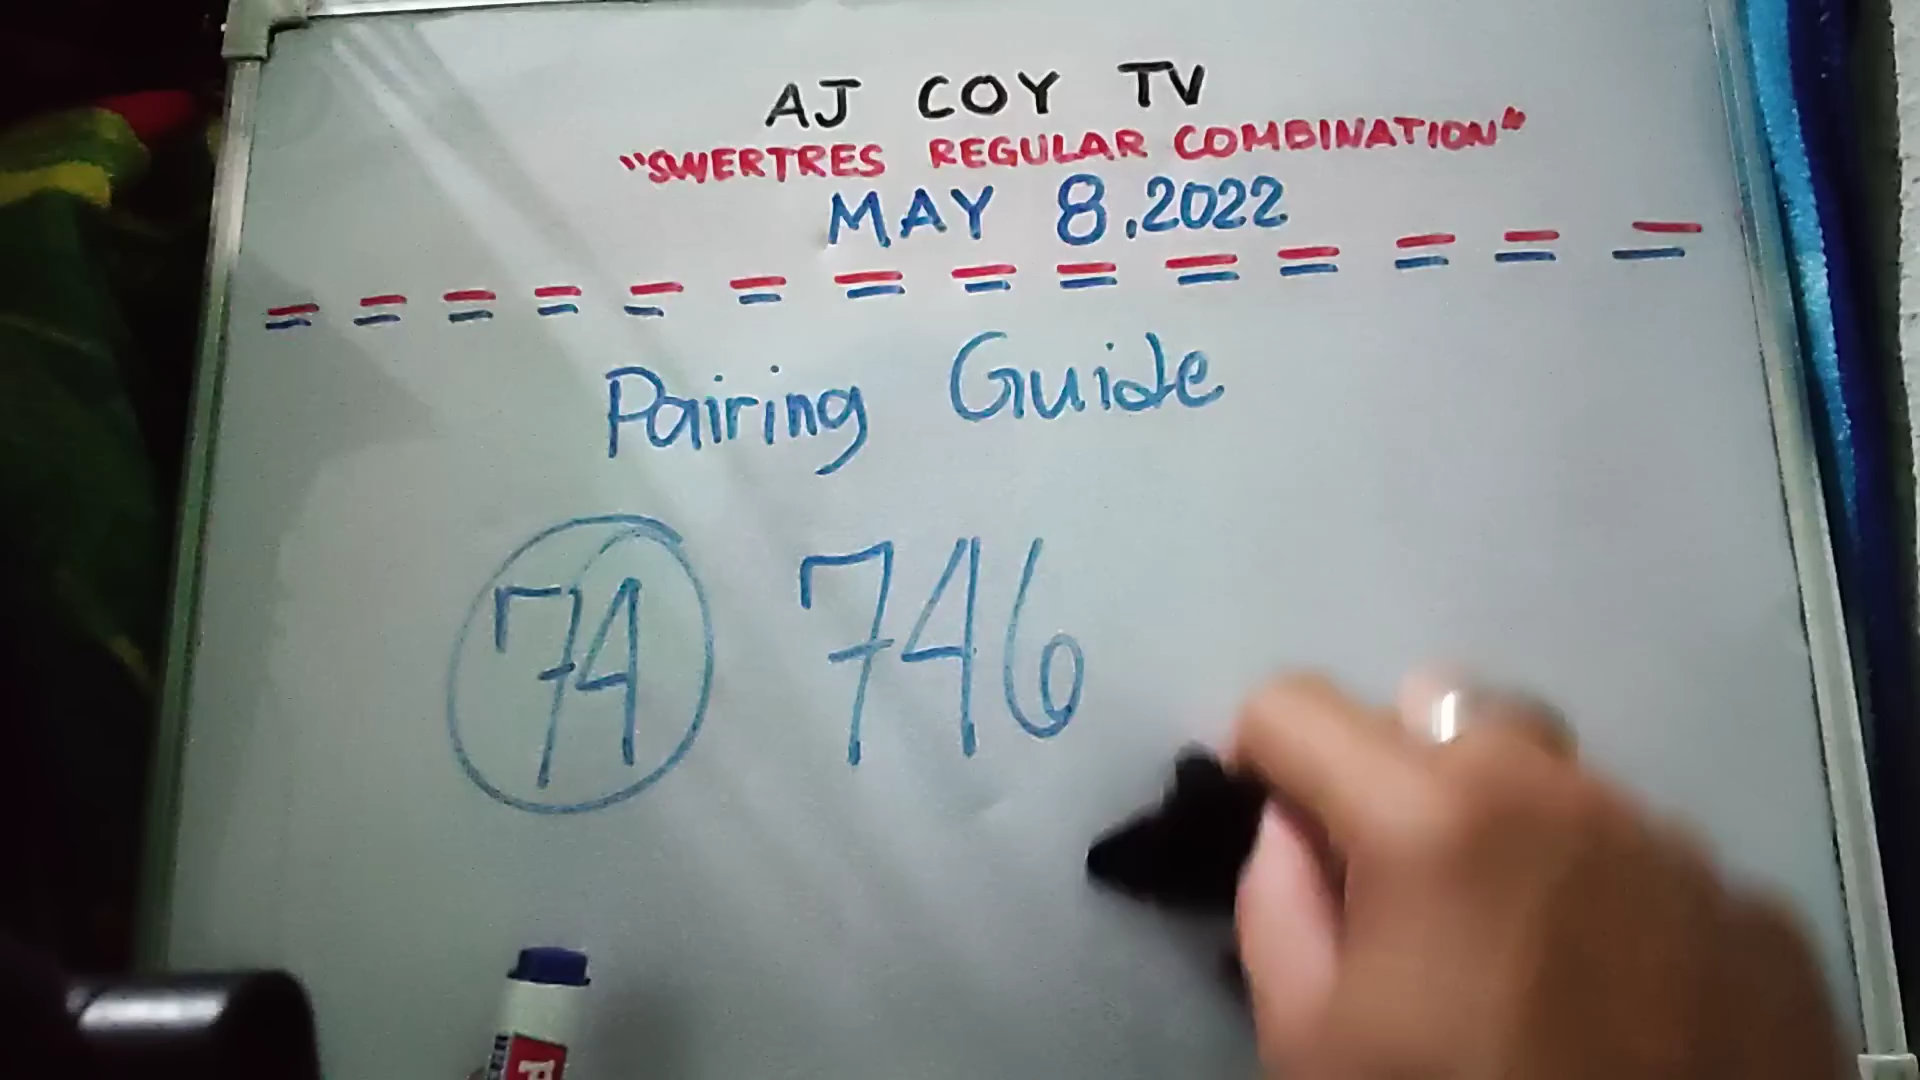 AJ COY TV
"SWERTRES REGULAR COMBINATION"
MAY 8, 2022
Pairing Guide
74 746